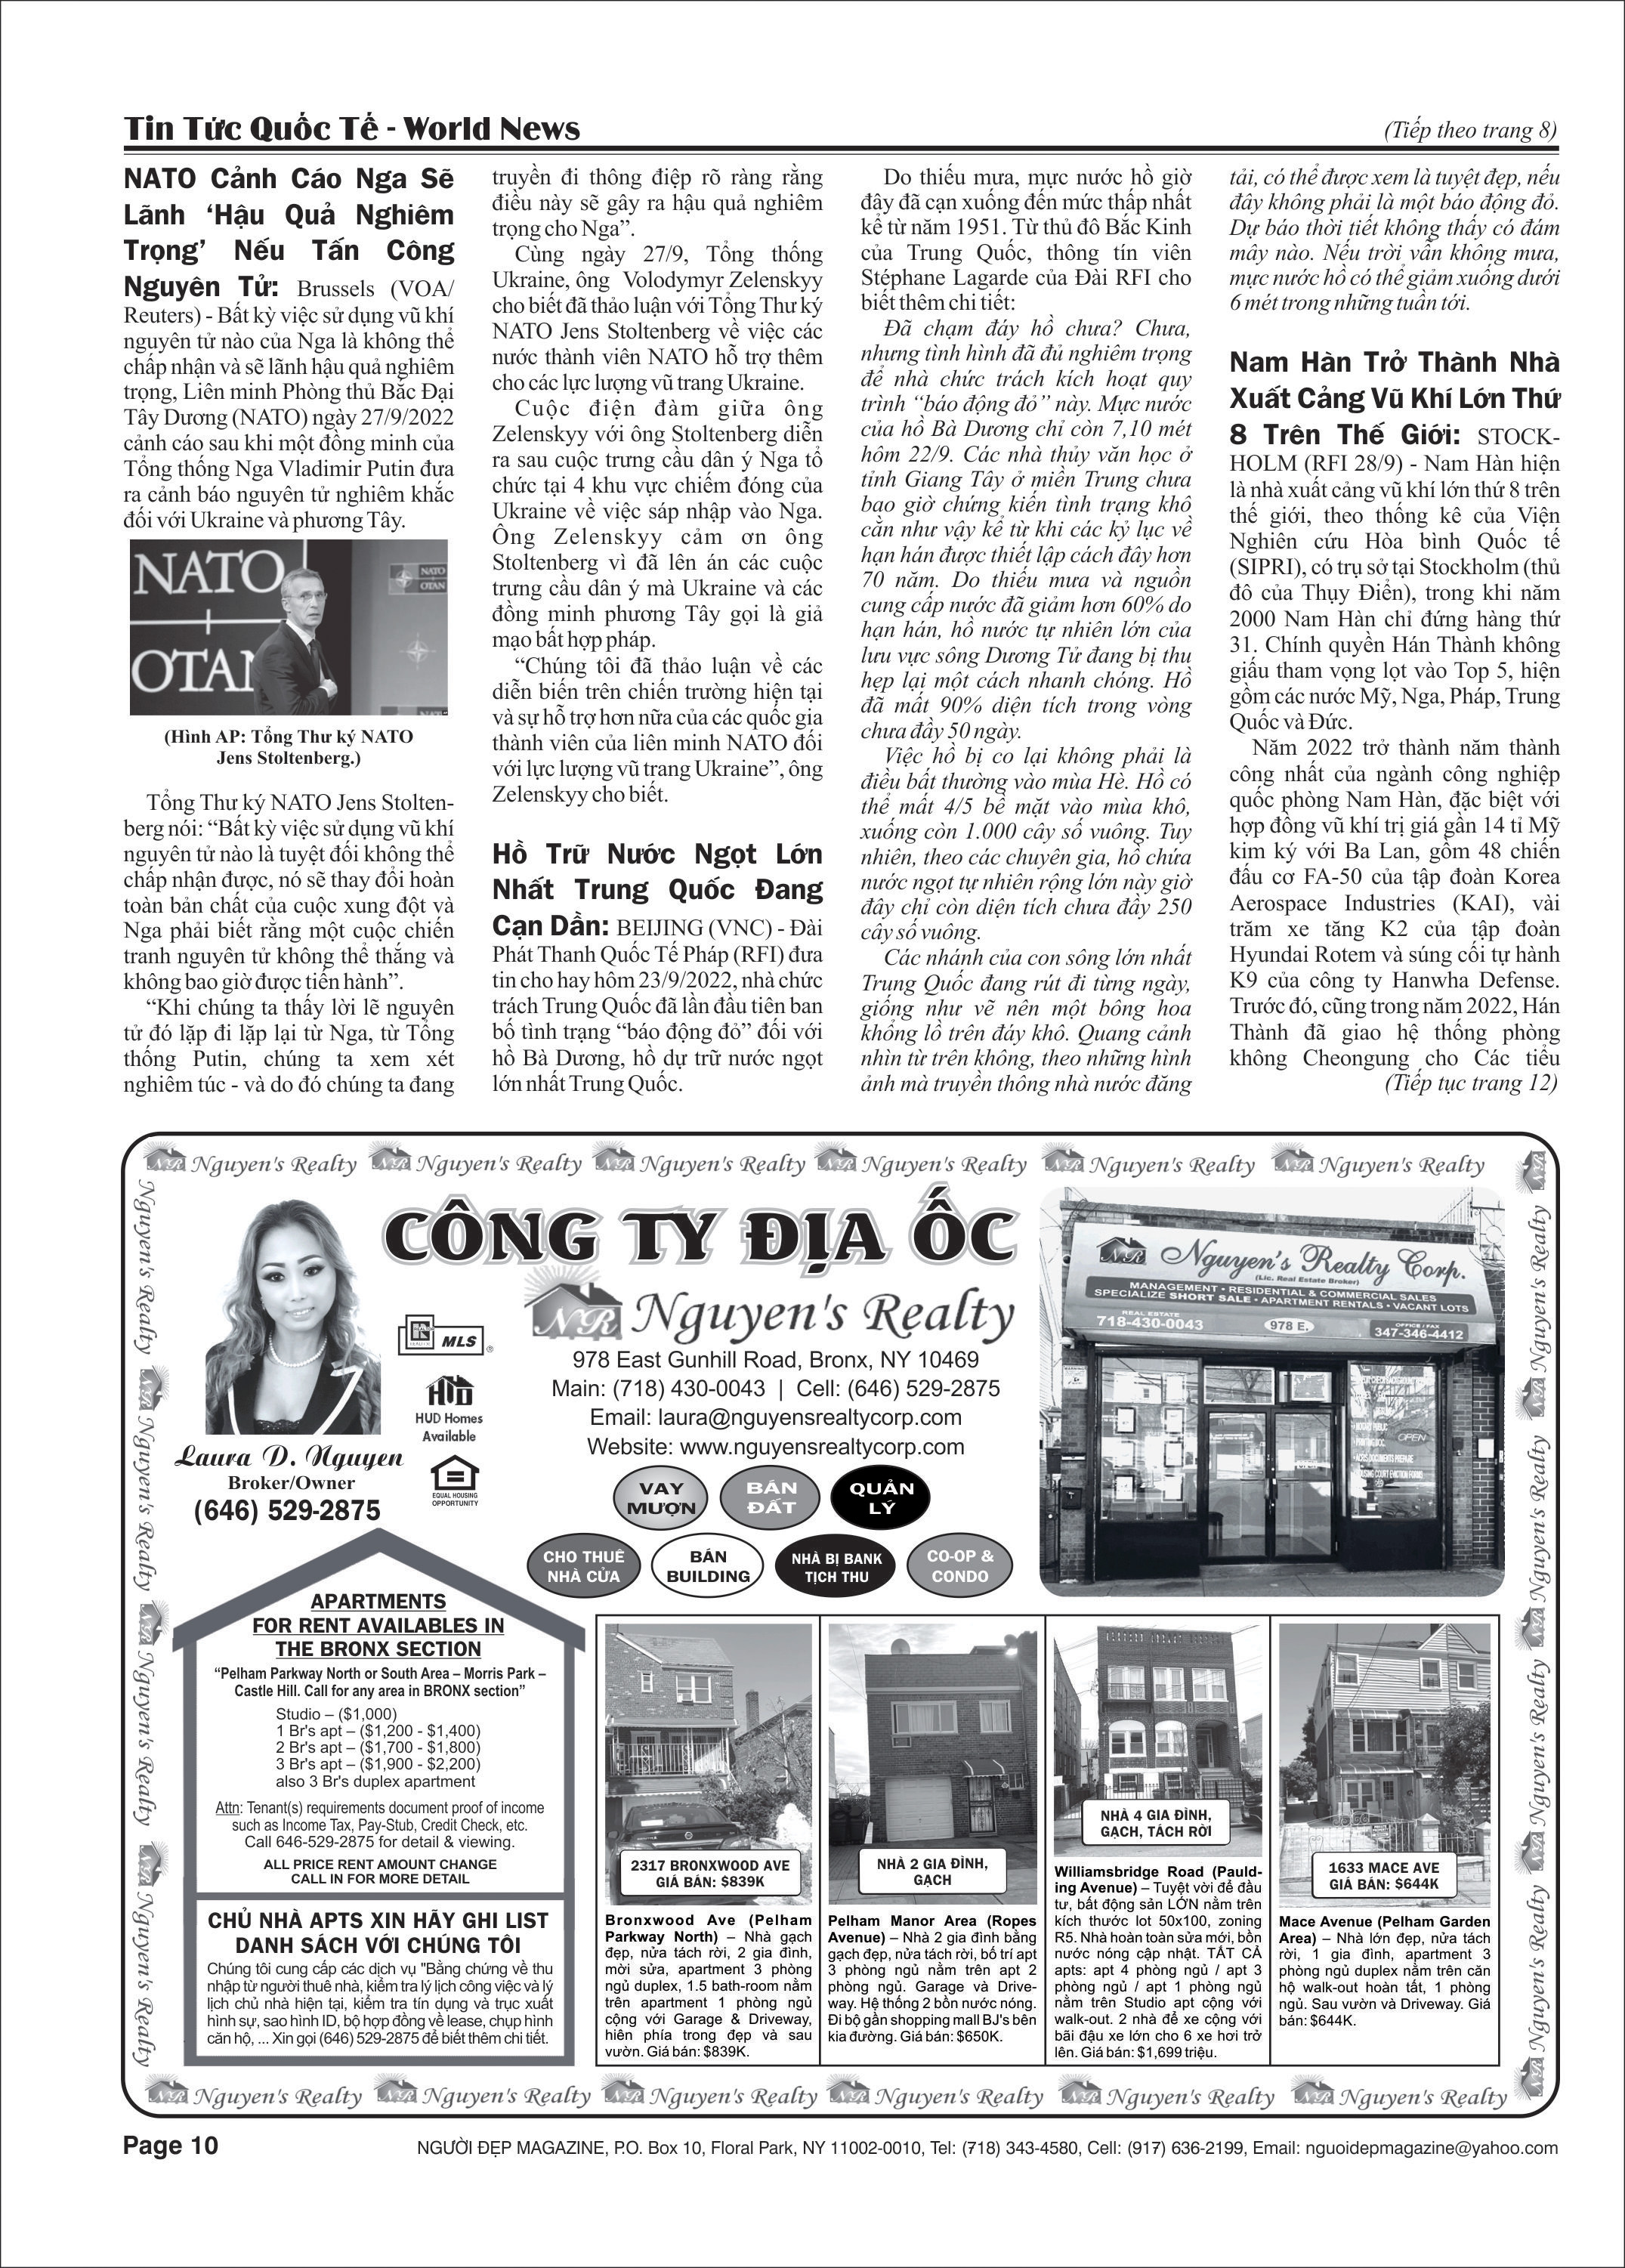 Tin Tức Quốc Tế - World News
(Tiếp theo trang 8)
NATO Cảnh Cáo Nga Sẽ
Lãnh ‘Hậu Quả Nghiêm
Trọng’ Nếu Tấn Công
Nguyên Tử: Brussels (VOA/
Reuters) - Bất kỳ việc sử dụng vũ khí
nguyên tử nào của Nga là không thể
chấp nhận và sẽ lãnh hậu quả nghiêm
trọng, Liên minh Phòng thủ Bắc Đại
Tây Dương (NATO) ngày 27/9/2022
cảnh cáo sau khi một đồng minh của
Tổng thống Nga Vladimir Putin đưa
ra cảnh báo nguyên tử nghiêm khắc
đối với Ukraine và phương Tây.
NATO
OTAN
NATO
OTAN
(Hình AP: Tổng Thư ký NATO
Jens Stoltenberg.)
Tổng Thư ký NATO Jens Stolten-
berg nói: “Bất kỳ việc sử dụng vũ khí
nguyên tử nào là tuyệt đối không thể
chấp nhận được, nó sẽ thay đổi hoàn
toàn bản chất của cuộc xung đột và
Nga phải biết rằng một cuộc chiến
tranh nguyên tử không thể thắng và
không bao giờ được tiến hành”.
“Khi chúng ta thấy lời lẽ nguyên
tử đó lặp đi lặp lại từ Nga, từ Tổng
thống Putin, chúng ta xem xét
nghiêm túc - và do đó chúng ta đang
truyền đi thông điệp rõ ràng rằng
điều này sẽ gây ra hậu quả nghiêm
trọng cho Nga”.
Cùng ngày 27/9, Tổng thống
Ukraine, ông Volodymyr Zelenskyy
cho biết đã thảo luận với Tổng Thư ký
NATO Jens Stoltenberg về việc các
nước thành viên NATO hỗ trợ thêm
cho các lực lượng vũ trang Ukraine.
Cuộc điện đàm giữa ông
Zelenskyy với ông Stoltenberg diễn
ra sau cuộc trưng cầu dân ý Nga tổ
chức tại 4 khu vực chiếm đóng của
Ukraine về việc sáp nhập vào Nga.
Ông Zelenskyy cảm ơn ông
Stoltenberg vì đã lên án các cuộc
trưng cầu dân ý mà Ukraine và các
đồng minh phương Tây gọi là giả
mạo bất hợp pháp.
“Chúng tôi đã thảo luận về các
diễn biến trên chiến trường hiện tại
và sự hỗ trợ hơn nữa của các quốc gia
thành viên của liên minh NATO đối
với lực lượng vũ trang Ukraine”, ông
Zelenskyy cho biết.
Hồ Trữ Nước Ngọt Lớn
Nhất Trung Quốc Đang
Cạn Dần: BEIJING (VNC) - Đài
Phát Thanh Quốc Tế Pháp (RFI) đưa
tin cho hay hôm 23/9/2022, nhà chức
trách Trung Quốc đã lần đầu tiên ban
bố tình trạng “báo động đỏ” đối với
hồ Bà Dương, hồ dự trữ nước ngọt
lớn nhất Trung Quốc.
Do thiếu mưa, mực nước hồ giờ
đây đã cạn xuống đến mức thấp nhất
kể từ năm 1951. Từ thủ đô Bắc Kinh
của Trung Quốc, thông tín viên
Stéphane Lagarde của Đài RFI cho
biết thêm chi tiết:
Đã chạm đáy hồ chưa? Chưa,
nhưng tình hình đã đủ nghiêm trọng
để nhà chức trách kích hoạt quy
trình “báo động đỏ” này. Mực nước
của hồ Bà Dương chỉ còn 7,10 mét
hôm 22/9. Các nhà thủy văn học ở
tỉnh Giang Tây ở miền Trung chưa
bao giờ chứng kiến tình trạng khô
cằn như vậy kể từ khi các kỷ lục về
hạn hán được thiết lập cách đây hơn
70 năm. Do thiếu mưa và nguồn
cung cấp nước đã giảm hơn 60% do
hạn hán, hồ nước tự nhiên lớn của
lưu vực sông Dương Tử đang bị thu
hẹp lại một cách nhanh chóng. Hồ
đã mất 90% diện tích trong vòng
chưa đầy 50 ngày.
Việc hồ bị co lại không phải là
điều bất thường vào mùa Hè. Hồ có
thể mất 4/5 bề mặt vào mùa khô,
xuống còn 1.000 cây số vuông. Tuy
nhiên, theo các chuyên gia, hồ chứa
nước ngọt tự nhiên rộng lớn này giờ
đây chỉ còn diện tích chưa đầy 250
cây số vuông.
Các nhánh của con sông lớn nhất
Trung Quốc đang rút đi từng ngày,
giống như vẽ nên một bông hoa
khổng lồ trên đáy khô. Quang cảnh
nhìn từ trên không, theo những hình
ảnh mà truyền thông nhà nước đăng
tải, có thể được xem là tuyệt đẹp, nếu
đây không phải là một báo động đỏ.
Dự báo thời tiết không thấy có đám
mây nào. Nếu trời vẫn không mưa,
mực nước hồ có thể giảm xuống dưới
6 mét trong những tuần tới.
Nam Hàn Trở Thành Nhà
Xuất Cảng Vũ Khí Lớn Thứ
8 Trên Thế Giới: STOCK-
HOLM (RFI 28/9) - Nam Hàn hiện
là nhà xuất cảng vũ khí lớn thứ 8 trên
thế giới, theo thống kê của Viện
Nghiên cứu Hòa bình Quốc tế
(SIPRI), có trụ sở tại Stockholm (thủ
đô của Thụy Điển), trong khi năm
2000 Nam Hàn chỉ đứng hàng thứ
31. Chính quyền Hán Thành không
giấu tham vọng lọt vào Top 5, hiện
gồm các nước Mỹ, Nga, Pháp, Trung
Quốc và Đức.
Năm 2022 trở thành năm thành
công nhất của ngành công nghiệp
quốc phòng Nam Hàn, đặc biệt với
hợp đồng vũ khí trị giá gần 14 tỉ Mỹ
kim ký với Ba Lan, gồm 48 chiến
đấu cơ FA-50 của tập đoàn Korea
Aerospace Industries (KAI), vài
trăm xe tăng K2 của tập đoàn
Hyundai Rotem và súng cối tự hành
K9 của công ty Hanwha Defense.
Trước đó, cũng trong năm 2022, Hán
Thành đã giao hệ thống phòng
không Cheongung cho Các tiểu
(Tiếp tục trang 12)
Nguyen's Realty Nguyen's Realty Nguyen's Realty Nguyen's Realty Nguyen's Realty Nguyen's Realty
Nguyen's Realty Nguyen's Realty Nguyen's Realty Nguyen's Realty
CÔNG TY ĐỊA ỐC
NR Nguyen's Realty
978 East Gunhill Road, Bronx, NY 10469
Main: (718) 430-0043 | Cell: (646) 529-2875
Email: laura@nguyensrealtycorp.com
Website: www.nguyensrealtycorp.com
MLS
HUD Homes
Available
EQUAL HOUSING
OPPORTUNITY
Laura D. Nguyen
Broker/Owner
(646) 529-2875
VAY
MƯỢN
BÁN
ĐẤT
QUẢN
LÝ
CHO THUÊ
NHÀ CỬA
BÁN
BUILDING
NHÀ BỊ BANK
TỊCH THU
CO-OP &
CONDO
NR Nguyen's Realty Corp.
(Lic. Real Estate Broker)
MANAGEMENT • RESIDENTIAL & COMMERCIAL SALES
SPECIALIZE SHORT SALE • APARTMENT RENTALS • VACANT LOTS
REAL ESTATE
718-430-0043
978 E.
OFFICE / FAX
347-346-4412
OPEN
APARTMENTS
FOR RENT AVAILABLES IN
THE BRONX SECTION
“Pelham Parkway North or South Area – Morris Park –
Castle Hill. Call for any area in BRONX section”
Studio – ($1,000)
1 Br's apt – ($1,200 - $1,400)
2 Br's apt – ($1,700 - $1,800)
3 Br's apt – ($1,900 - $2,200)
also 3 Br's duplex apartment
Attn: Tenant(s) requirements document proof of income
such as Income Tax, Pay-Stub, Credit Check, etc.
Call 646-529-2875 for detail & viewing.
ALL PRICE RENT AMOUNT CHANGE
CALL IN FOR MORE DETAIL
CHỦ NHÀ APTS XIN HÃY GHI LIST
DANH SÁCH VỚI CHÚNG TÔI
Chúng tôi cung cấp các dịch vụ "Bằng chứng về thu
nhập từ người thuê nhà, kiểm tra lý lịch công việc và lý
lịch chủ nhà hiện tại, kiểm tra tín dụng và trục xuất
hình sự, sao hình ID, bộ hợp đồng về lease, chụp hình
căn hộ, ... Xin gọi (646) 529-2875 để biết thêm chi tiết.
2317 BRONXWOOD AVE
GIÁ BÁN: $839K
Bronxwood Ave (Pelham
Parkway North) – Nhà gạch
đẹp, nửa tách rời, 2 gia đình,
mời sửa, apartment 3 phòng
ngủ duplex, 1.5 bath-room nằm
trên apartment 1 phòng ngủ
cộng với Garage & Driveway,
hiên phía trong đẹp và sau
vườn. Giá bán: $839K.
NHÀ 2 GIA ĐÌNH,
GẠCH
Pelham Manor Area (Ropes
Avenue) – Nhà 2 gia đình bằng
gạch đẹp, nửa tách rời, bố trí apt
3 phòng ngủ nằm trên apt 2
phòng ngủ. Garage và Drive-
way. Hệ thống 2 bồn nước nóng.
Đi bộ gần shopping mall BJ's bên
kia đường. Giá bán: $650K.
NHÀ 4 GIA ĐÌNH,
GẠCH, TÁCH RỜI
Williamsbridge Road (Pauld-
ing Avenue) – Tuyệt vời để đầu
tư, bất động sản LỚN nằm trên
kích thước lot 50x100, zoning
R5. Nhà hoàn toàn sửa mới, bồn
nước nóng cập nhật. TẤT CẢ
apts: apt 4 phòng ngủ / apt 3
phòng ngủ / apt 1 phòng ngủ
nằm trên Studio apt cộng với
walk-out. 2 nhà để xe cộng với
bãi đậu xe lớn cho 6 xe hơi trở
lên. Giá bán: $1,699 triệu.
1633 MACE AVE
GIÁ BÁN: $644K
Mace Avenue (Pelham Garden
Area) – Nhà lớn đẹp, nửa tách
rời, 1 gia đình, apartment 3
phòng ngủ duplex nằm trên căn
hộ walk-out hoàn tất, 1 phòng
ngủ. Sau vườn và Driveway. Giá
bán: $644K.
Nguyen's Realty Nguyen's Realty Nguyen's Realty Nguyen's Realty
Nguyen's Realty Nguyen's Realty Nguyen's Realty Nguyen's Realty Nguyen's Realty Nguyen's Realty
Page 10
NGƯỜI ĐẸP MAGAZINE, P.O. Box 10, Floral Park, NY 11002-0010, Tel: (718) 343-4580, Cell: (917) 636-2199, Email: nguoidepmagazine@yahoo.com